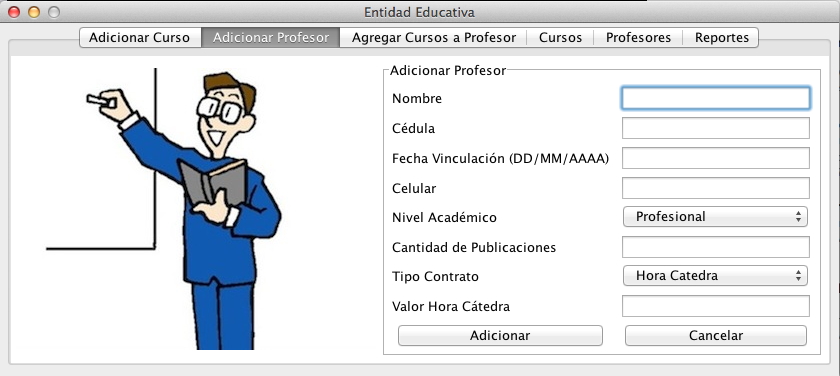 Entidad Educativa
Adicionar Curso Adicionar Profesor Agregar Cursos a Profesor Cursos Profesores Reportes
Adicionar Profesor
Nombre
Cédula
Fecha Vinculación (DD/MM/AAAA)
Celular
Nivel Académico Profesional
Cantidad de Publicaciones
Tipo Contrato Hora Catedra
Valor Hora Cátedra
Adicionar Cancelar